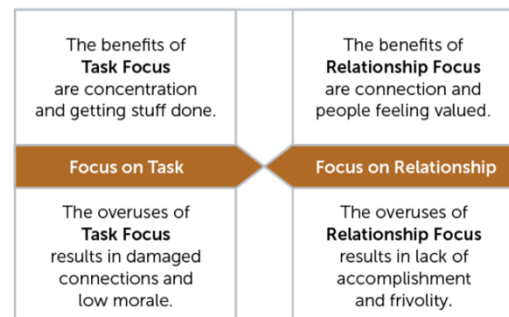 The benefits of
Task Focus
are concentration
and getting stuff done.
The benefits of
Relationship Focus
are connection and
people feeling valued.
Focus on Task
Focus on Relationship
The overuses of
Task Focus
results in damaged
connections and
low morale.
The overuses of
Relationship Focus
results in lack of
accomplishment
and frivolity.